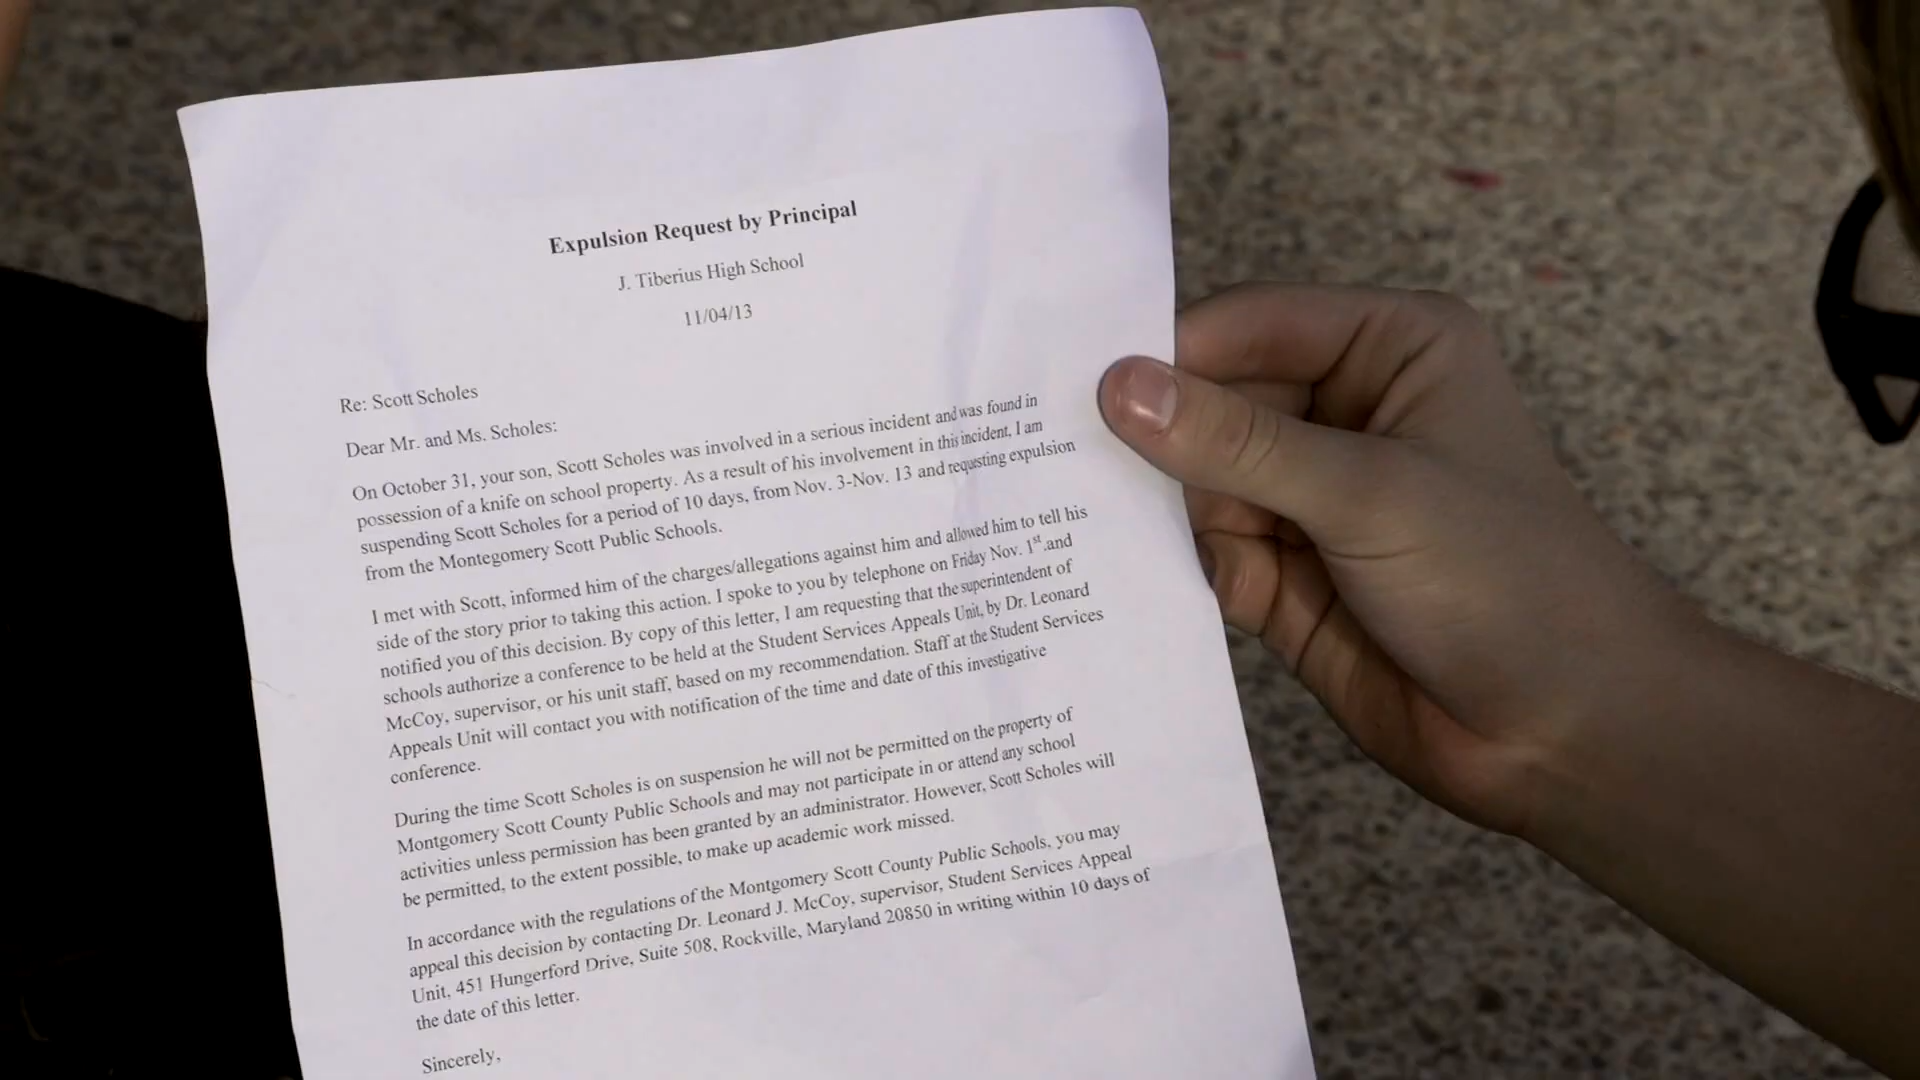 Expulsion Request by Principal
J. Tiberius High School
11/04/13
Re: Scott Scholes
Dear Mr. and Ms. Scholes:
On October 31, your son, Scott Scholes was involved in a serious incident and was found in
possession of a knife on school property. As a result of his involvement in this incident, I am
suspending Scott Scholes for a period of 10 days, from Nov. 3-Nov. 13 and requesting expulsion
from the Montegomery Scott Public Schools.
I met with Scott, informed him of the charges/allegations against him and allowed him to tell his
side of the story prior to taking this action. I spoke to you by telephone on Friday Nov. 1st.and
notified you of this decision. By copy of this letter, I am requesting that the superintendent of
schools authorize a conference to be held at the Student Services Appeals Unit, by Dr. Leonard
McCoy, supervisor, or his unit staff, based on my recommendation. Staff at the Student Services
Appeals Unit will contact you with notification of the time and date of this investigative
conference.
During the time Scott Scholes is on suspension he will not be permitted on the property of
Montgomery Scott County Public Schools and may not participate in or attend any school
activities unless permission has been granted by an administrator. However, Scott Scholes will
be permitted, to the extent possible, to make up academic work missed.
In accordance with the regulations of the Montgomery Scott County Public Schools, you may
appeal this decision by contacting Dr. Leonard J. McCoy, supervisor, Student Services Appeal
Unit, 451 Hungerford Drive, Suite 508, Rockville, Maryland 20850 in writing within 10 days of
the date of this letter.
Sincerely,